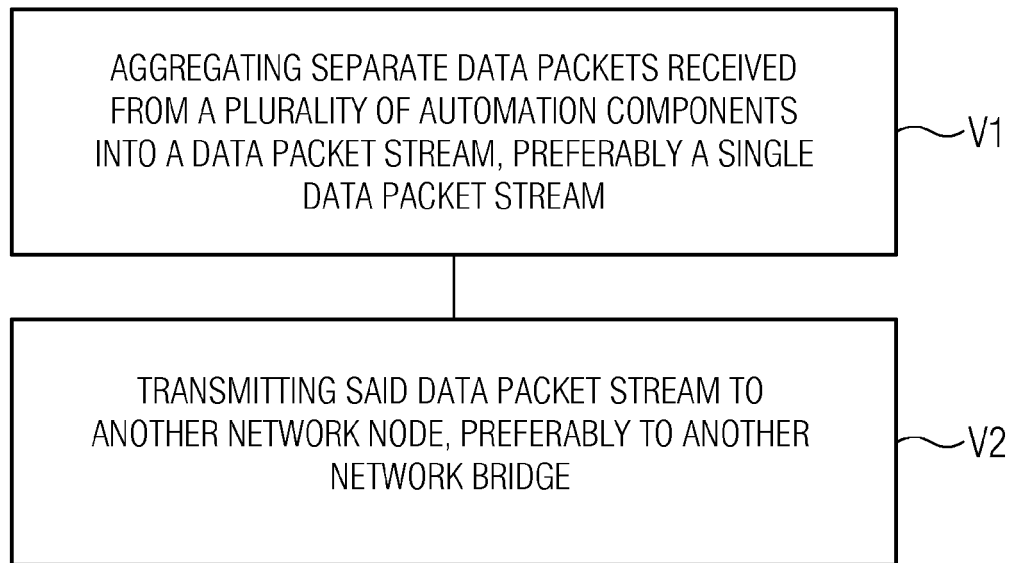 AGGREGATING SEPARATE DATA PACKETS RECEIVED
FROM A PLURALITY OF AUTOMATION COMPONENTS
INTO A DATA PACKET STREAM, PREFERABLY A SINGLE
DATA PACKET STREAM
V1
TRANSMITTING SAID DATA PACKET STREAM TO
ANOTHER NETWORK NODE, PREFERABLY TO ANOTHER
NETWORK BRIDGE
V2